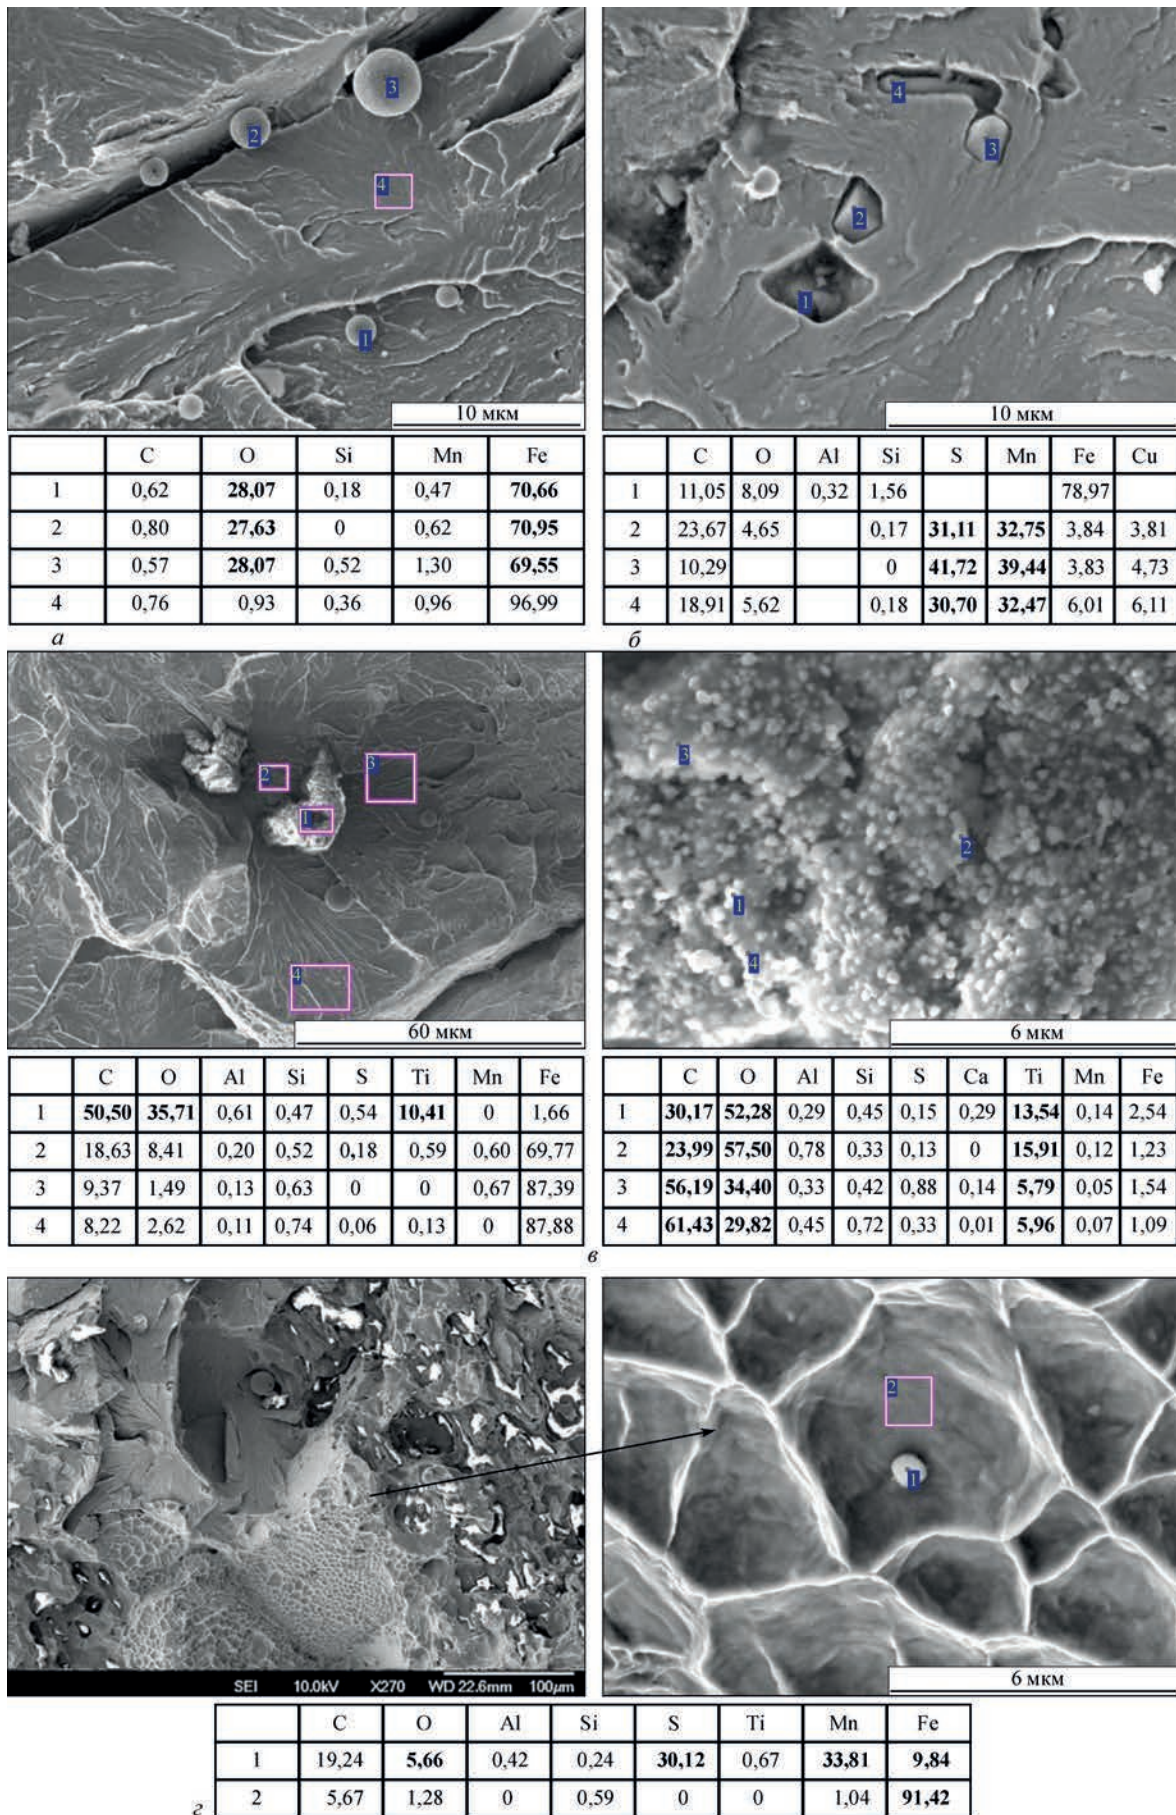 3
2
4
1
10 мкм
4
3
2
1
10 мкм
C O Si Mn Fe
1 0,62 28,07 0,18 0,47 70,66
2 0,80 27,63 0 0,62 70,95
3 0,57 28,07 0,52 1,30 69,55
4 0,76 0,93 0,36 0,96 96,99
а
C O Al Si S Mn Fe Cu
1 11,05 8,09 0,32 1,56 78,97
2 23,67 4,65 0,17 31,11 32,75 3,84 3,81
3 10,29 0 41,72 39,44 3,83 4,73
4 18,91 5,62 0,18 30,70 32,47 6,01 6,11
б
3
2
1
4
60 мкм
3
2
1
4
6 мкм
C O Al Si S Ti Mn Fe
1 50,50 35,71 0,61 0,47 0,54 10,41 0 1,66
2 18,63 8,41 0,20 0,52 0,18 0,59 0,60 69,77
3 9,37 1,49 0,13 0,63 0 0 0,67 87,39
4 8,22 2,62 0,11 0,74 0,06 0,13 0 87,88
C O Al Si S Ca Ti Mn Fe
1 30,17 52,28 0,29 0,45 0,15 0,29 13,54 0,14 2,54
2 23,99 57,50 0,78 0,33 0,13 0 15,91 0,12 1,23
3 56,19 34,40 0,33 0,42 0,88 0,14 5,79 0,05 1,54
4 61,43 29,82 0,45 0,72 0,33 0,01 5,96 0,07 1,09
в
SEI 10.0kV X270 WD 22.6mm 100µm
2
1
6 мкм
C O Al Si S Ti Mn Fe
1 19,24 5,66 0,42 0,24 30,12 0,67 33,81 9,84
2 5,67 1,28 0 0,59 0 0 1,04 91,42
г